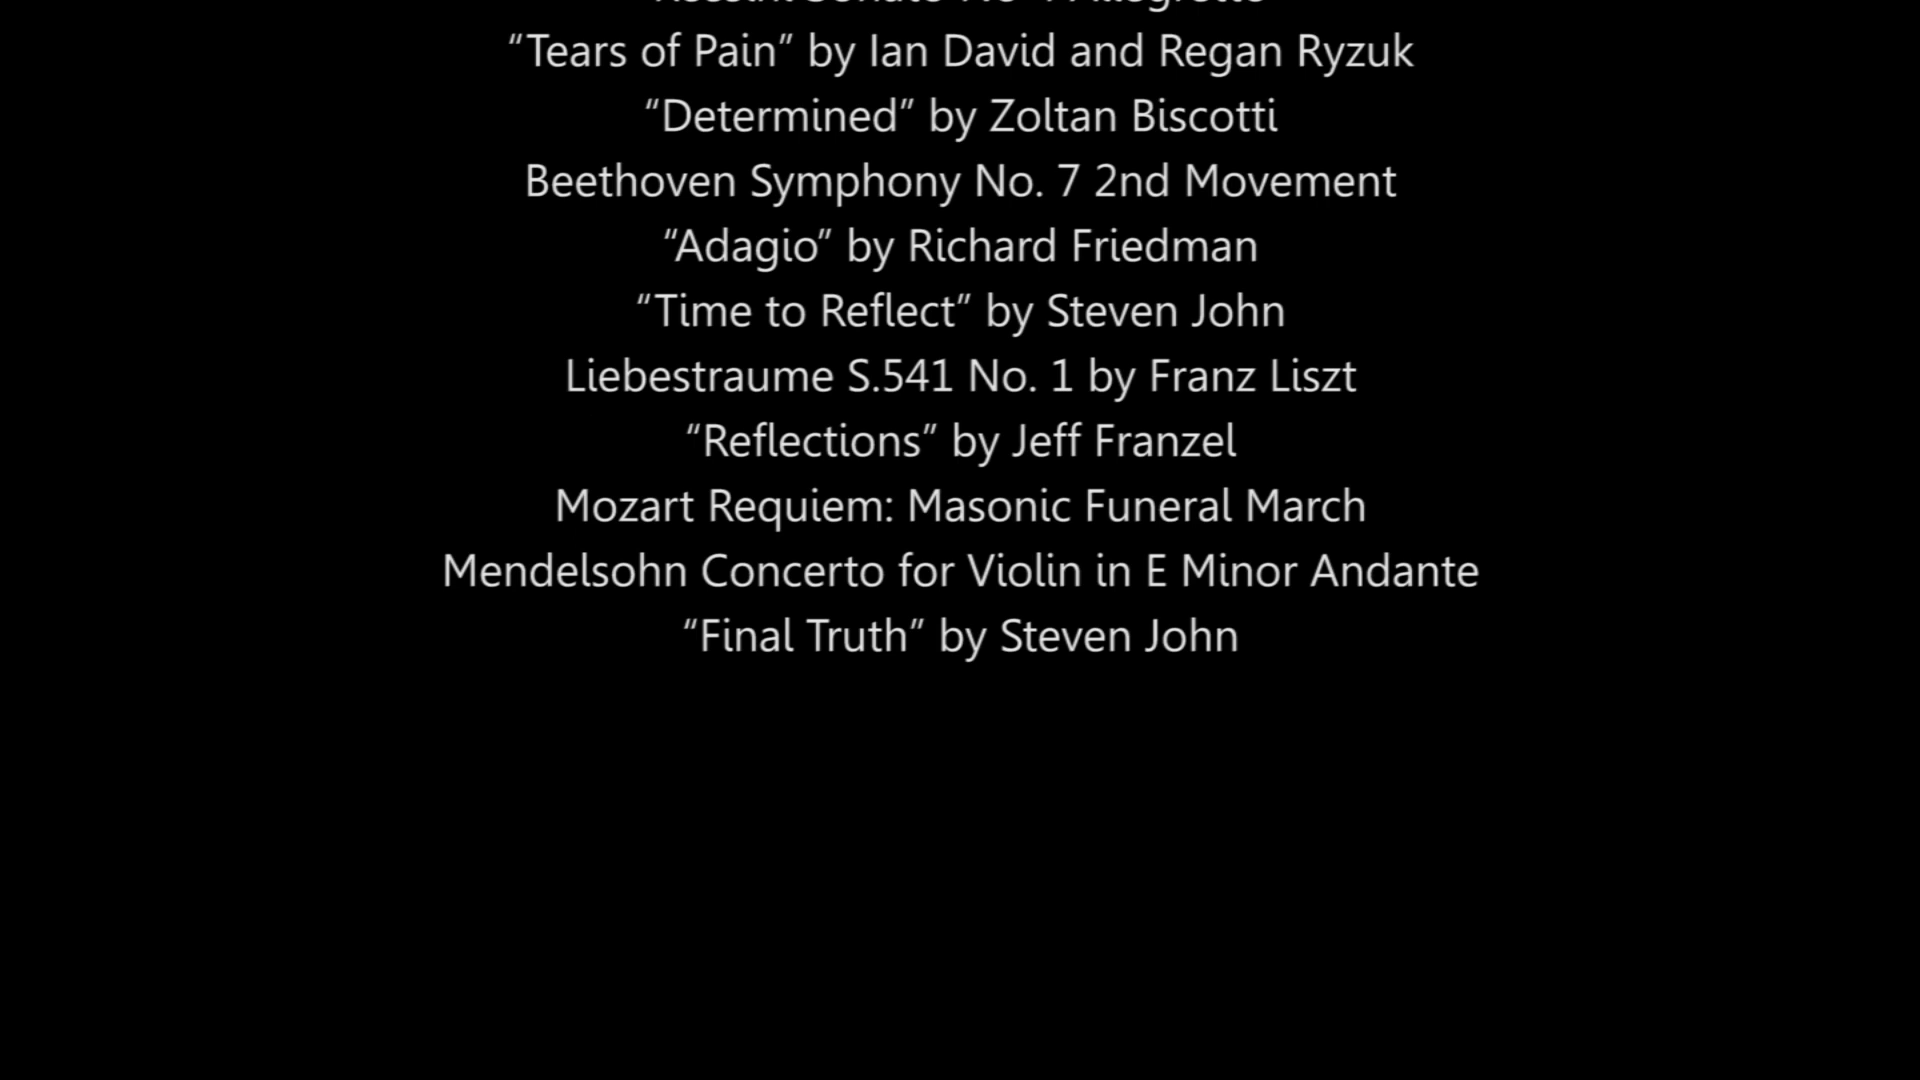 “Tears of Pain” by Ian David and Regan Ryzuk
“Determined” by Zoltan Biscotti
Beethoven Symphony No. 7 2nd Movement
“Adagio” by Richard Friedman
“Time to Reflect” by Steven John
Liebestraume S.541 No. 1 by Franz Liszt
“Reflections” by Jeff Franzel
Mozart Requiem: Masonic Funeral March
Mendelsohn Concerto for Violin in E Minor Andante
“Final Truth” by Steven John